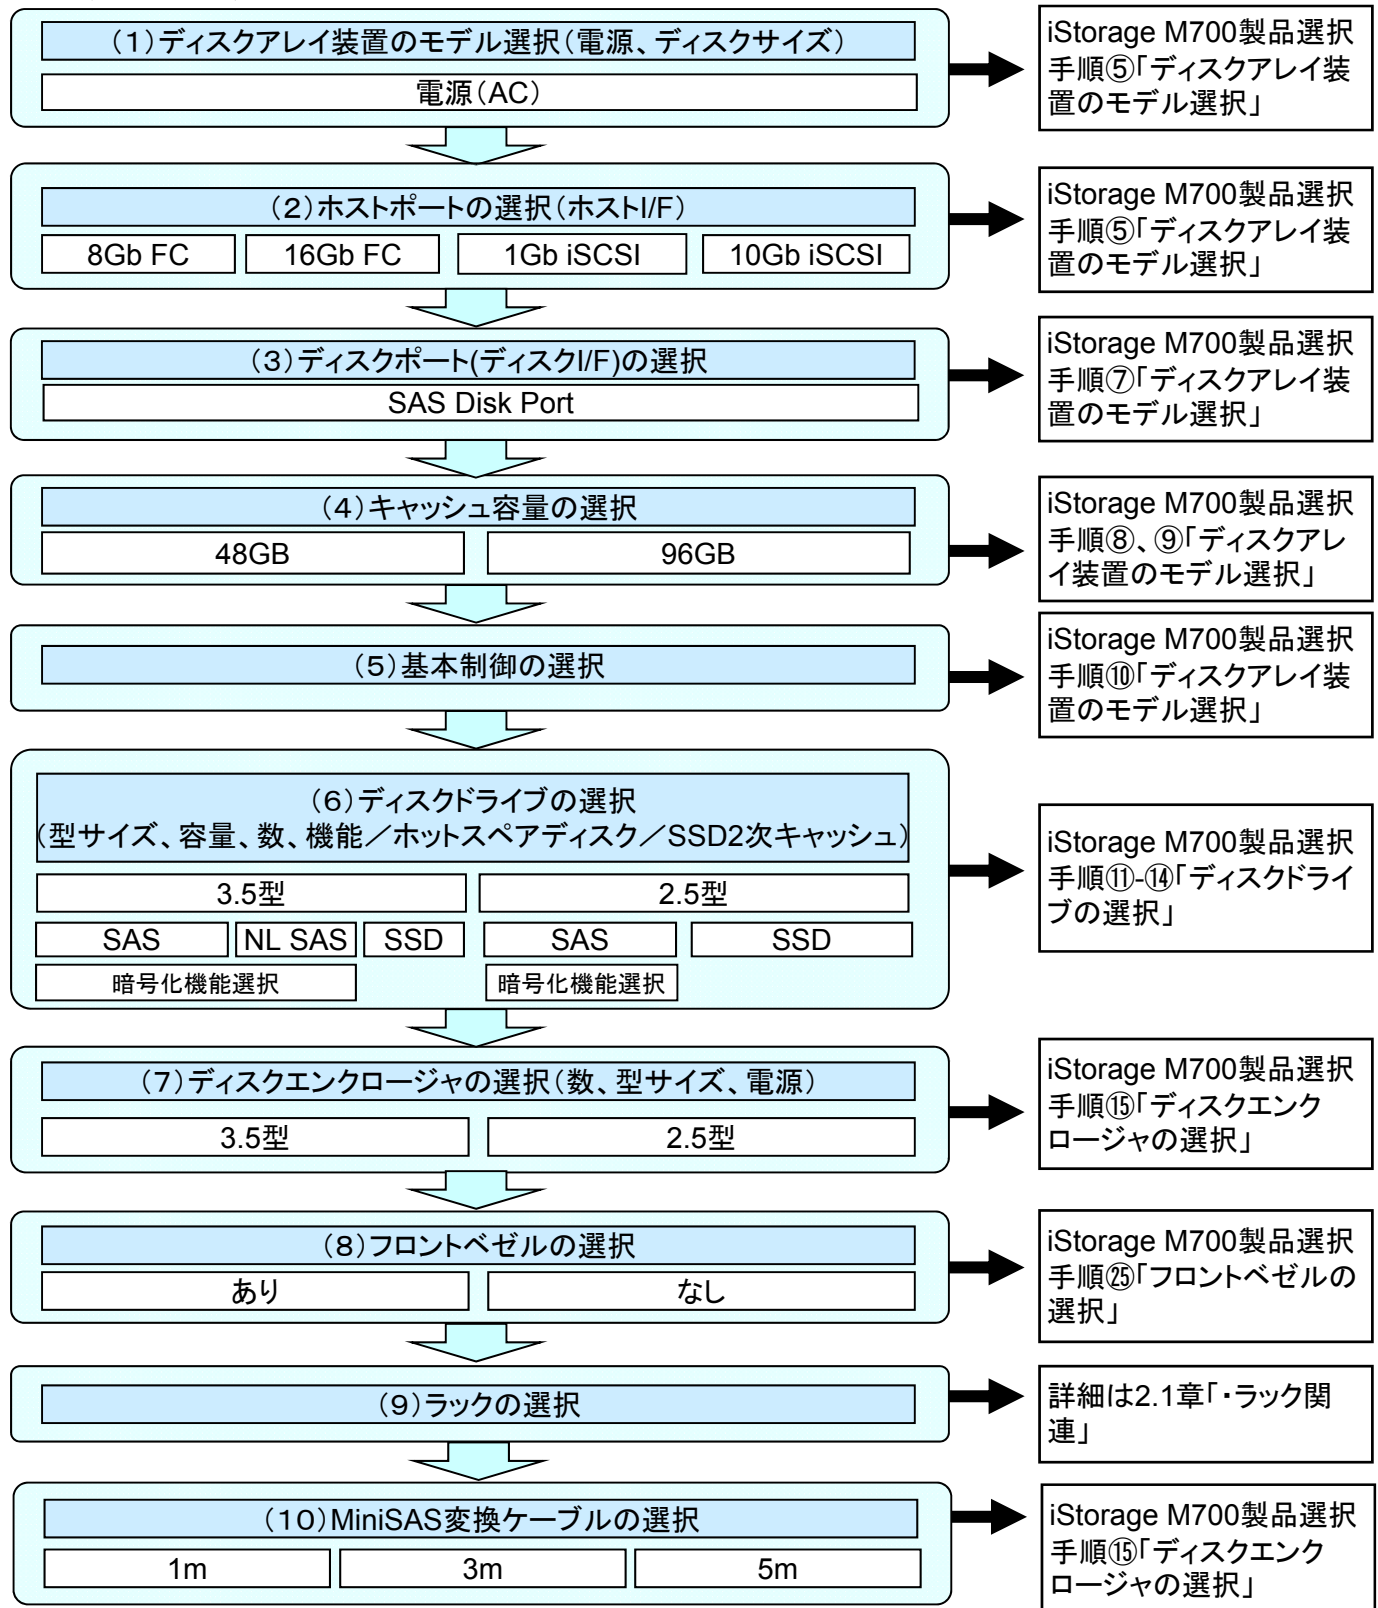 （１）ディスクアレイ装置のモデル選択（電源、ディスクサイズ）
電源（AC）
iStorage M700製品選択
手順⑤「ディスクアレイ装
置のモデル選択」
（２）ホストポートの選択（ホストI/F）
8Gb FC
16Gb FC
1Gb iSCSI
10Gb iSCSI
iStorage M700製品選択
手順⑤「ディスクアレイ装
置のモデル選択」
（３）ディスクポート(ディスクI/F)の選択
SAS Disk Port
iStorage M700製品選択
手順⑦「ディスクアレイ装
置のモデル選択」
（４）キャッシュ容量の選択
48GB
96GB
iStorage M700製品選択
手順⑧、⑨「ディスクアレ
イ装置のモデル選択」
（５）基本制御の選択
iStorage M700製品選択
手順⑩「ディスクアレイ装
置のモデル選択」
（６）ディスクドライブの選択
（型サイズ、容量、数、機能／ホットスペアディスク／SSD2次キャッシュ）
3.5型
2.5型
SAS
NL SAS
SSD
SAS
SSD
暗号化機能選択
暗号化機能選択
iStorage M700製品選択
手順⑪-⑭「ディスクドライ
ブの選択」
（７）ディスクエンクロージャの選択（数、型サイズ、電源）
3.5型
2.5型
iStorage M700製品選択
手順⑮「ディスクエンク
ロージャの選択」
（８）フロントベゼルの選択
あり
なし
iStorage M700製品選択
手順㉕「フロントベゼルの
選択」
（９）ラックの選択
詳細は2.1章「・ラック関
連」
（１０）MiniSAS変換ケーブルの選択
1m
3m
5m
iStorage M700製品選択
手順⑮「ディスクエンク
ロージャの選択」